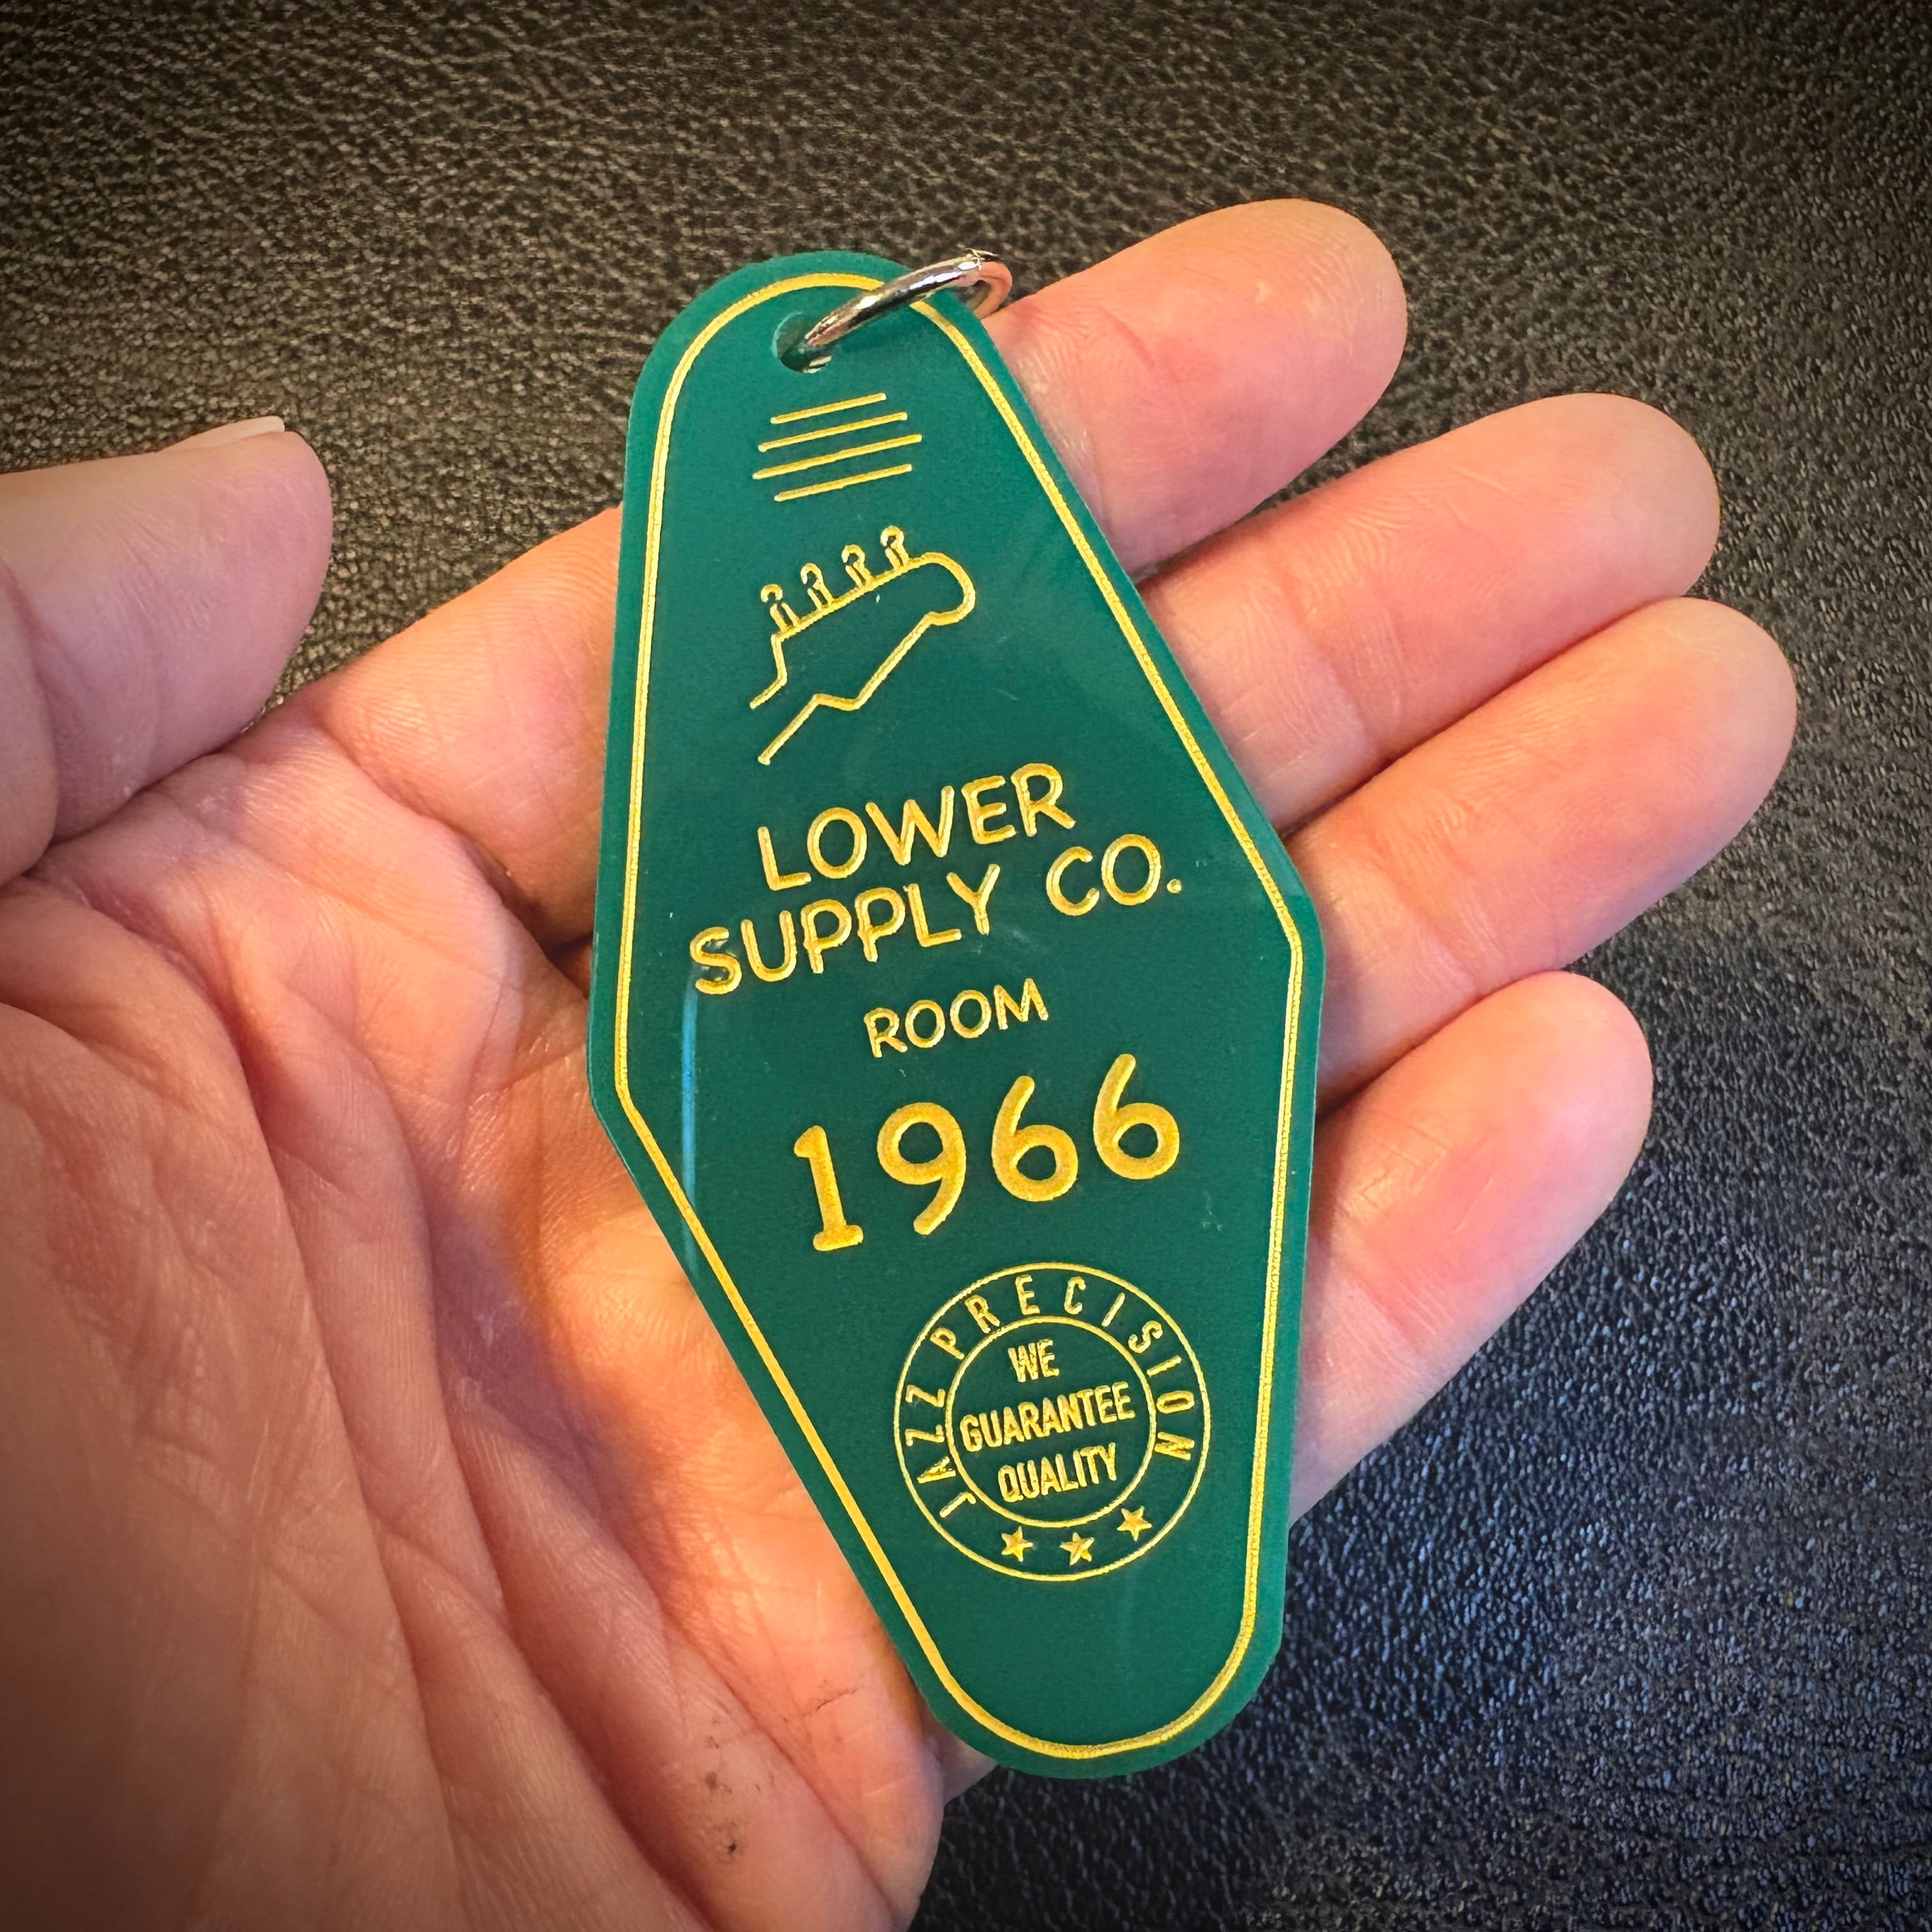 LOWER
SUPPLY CO.
ROOM
1966
JAZZ PRECISION
WE
GUARANTEE
QUALITY